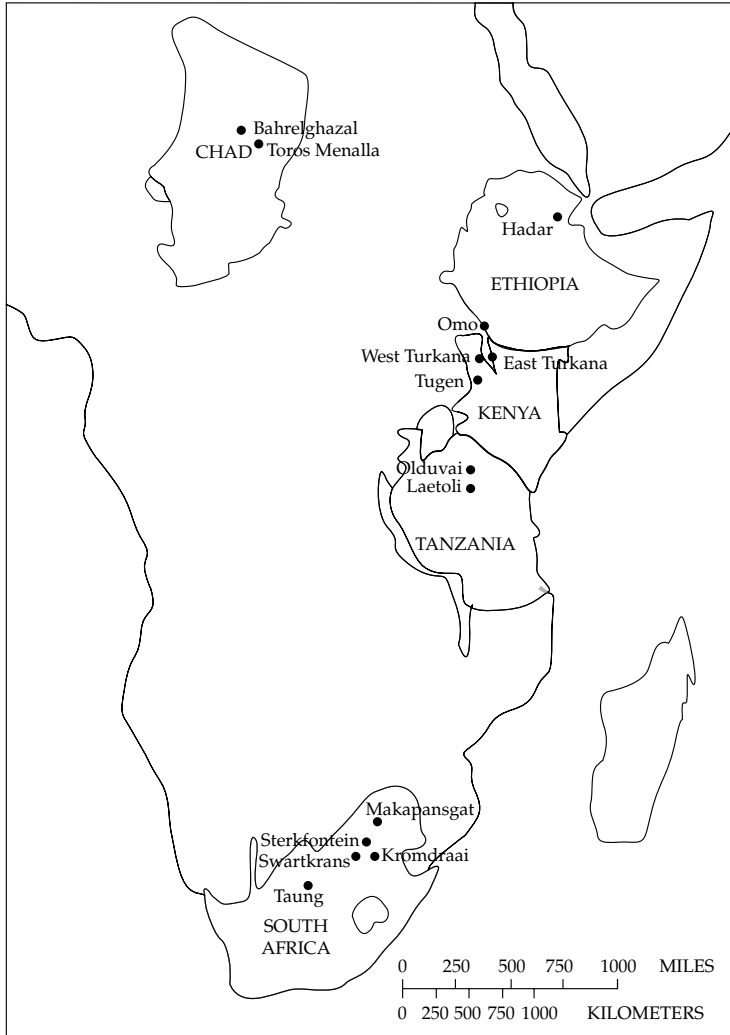 Bahrelghazal
CHAD
Toros Menalla
Hadar
ETHIOPIA
Omo
West Turkana
East Turkana
Tugen
KENYA
Olduvai
Laetoli
TANZANIA
Makapansgat
Sterkfontein
Swartkrans
Kromdraai
Taung
SOUTH
AFRICA
0 250 500 750 1000 MILES
0 250 500 750 1000 KILOMETERS